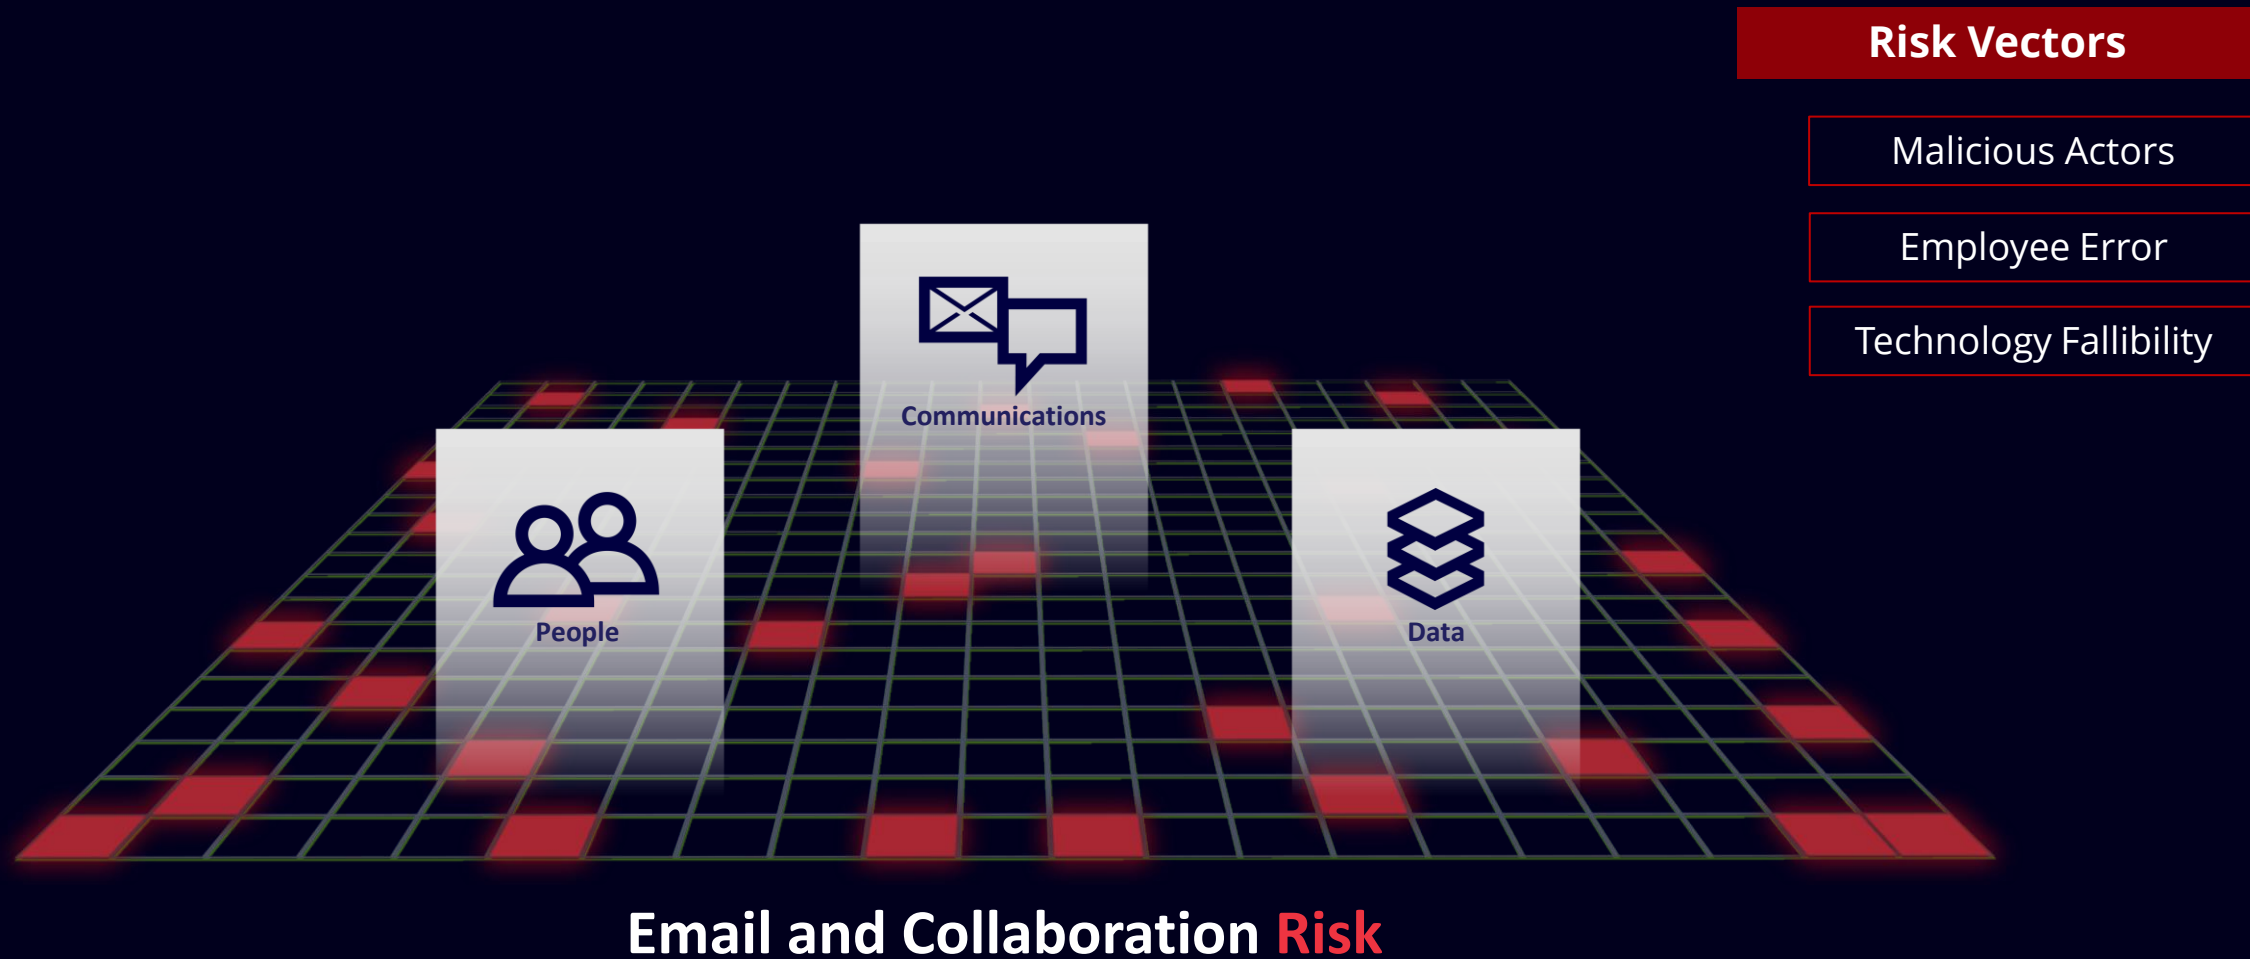 Risk Vectors
Malicious Actors
Employee Error
Technology Fallibility
Communications
People
Data
Email and Collaboration Risk